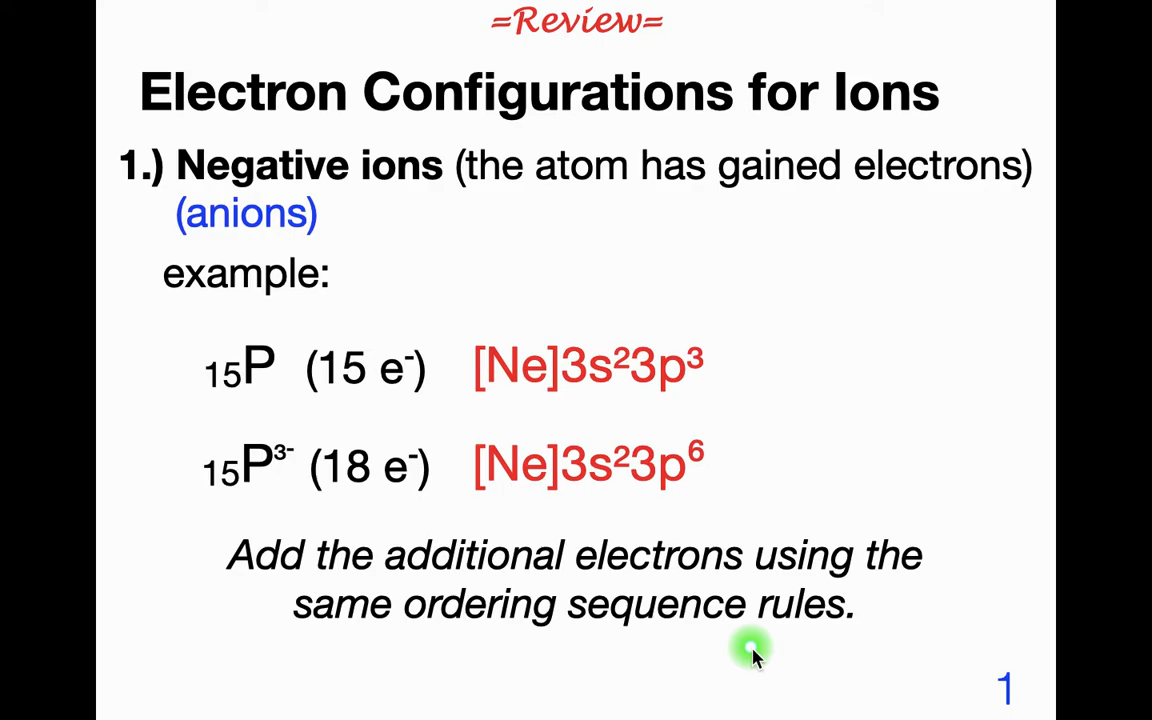 =Review=
Electron Configurations for Ions
1.) Negative ions (the atom has gained electrons)
(anions)
example:
₁₅P (15 e⁻) [Ne]3s²3p³
₁₅P³⁻ (18 e⁻) [Ne]3s²3p⁶
Add the additional electrons using the
same ordering sequence rules.
1